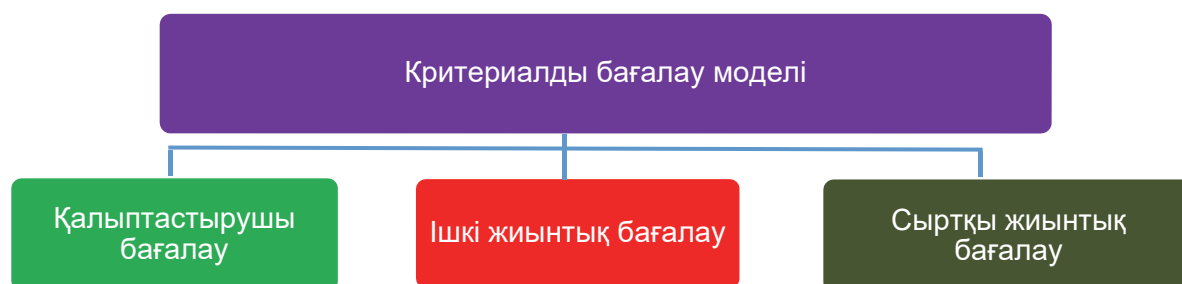 Критериалды бағалау моделі
Қалыптастырушы
бағалау
Ішкі жиынтық бағалау
Сыртқы жиынтық
бағалау